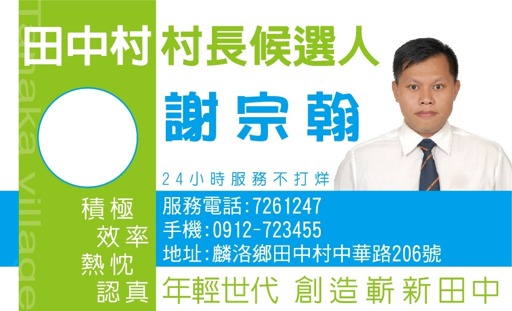 Tanaka village
田中村 村長候選人
謝宗翰
24小時服務不打烊
積極
效率
熱忱
認真
服務電話:7261247
手機:0912-723455
地址:麟洛鄉田中村中華路206號
年輕世代 創造嶄新田中